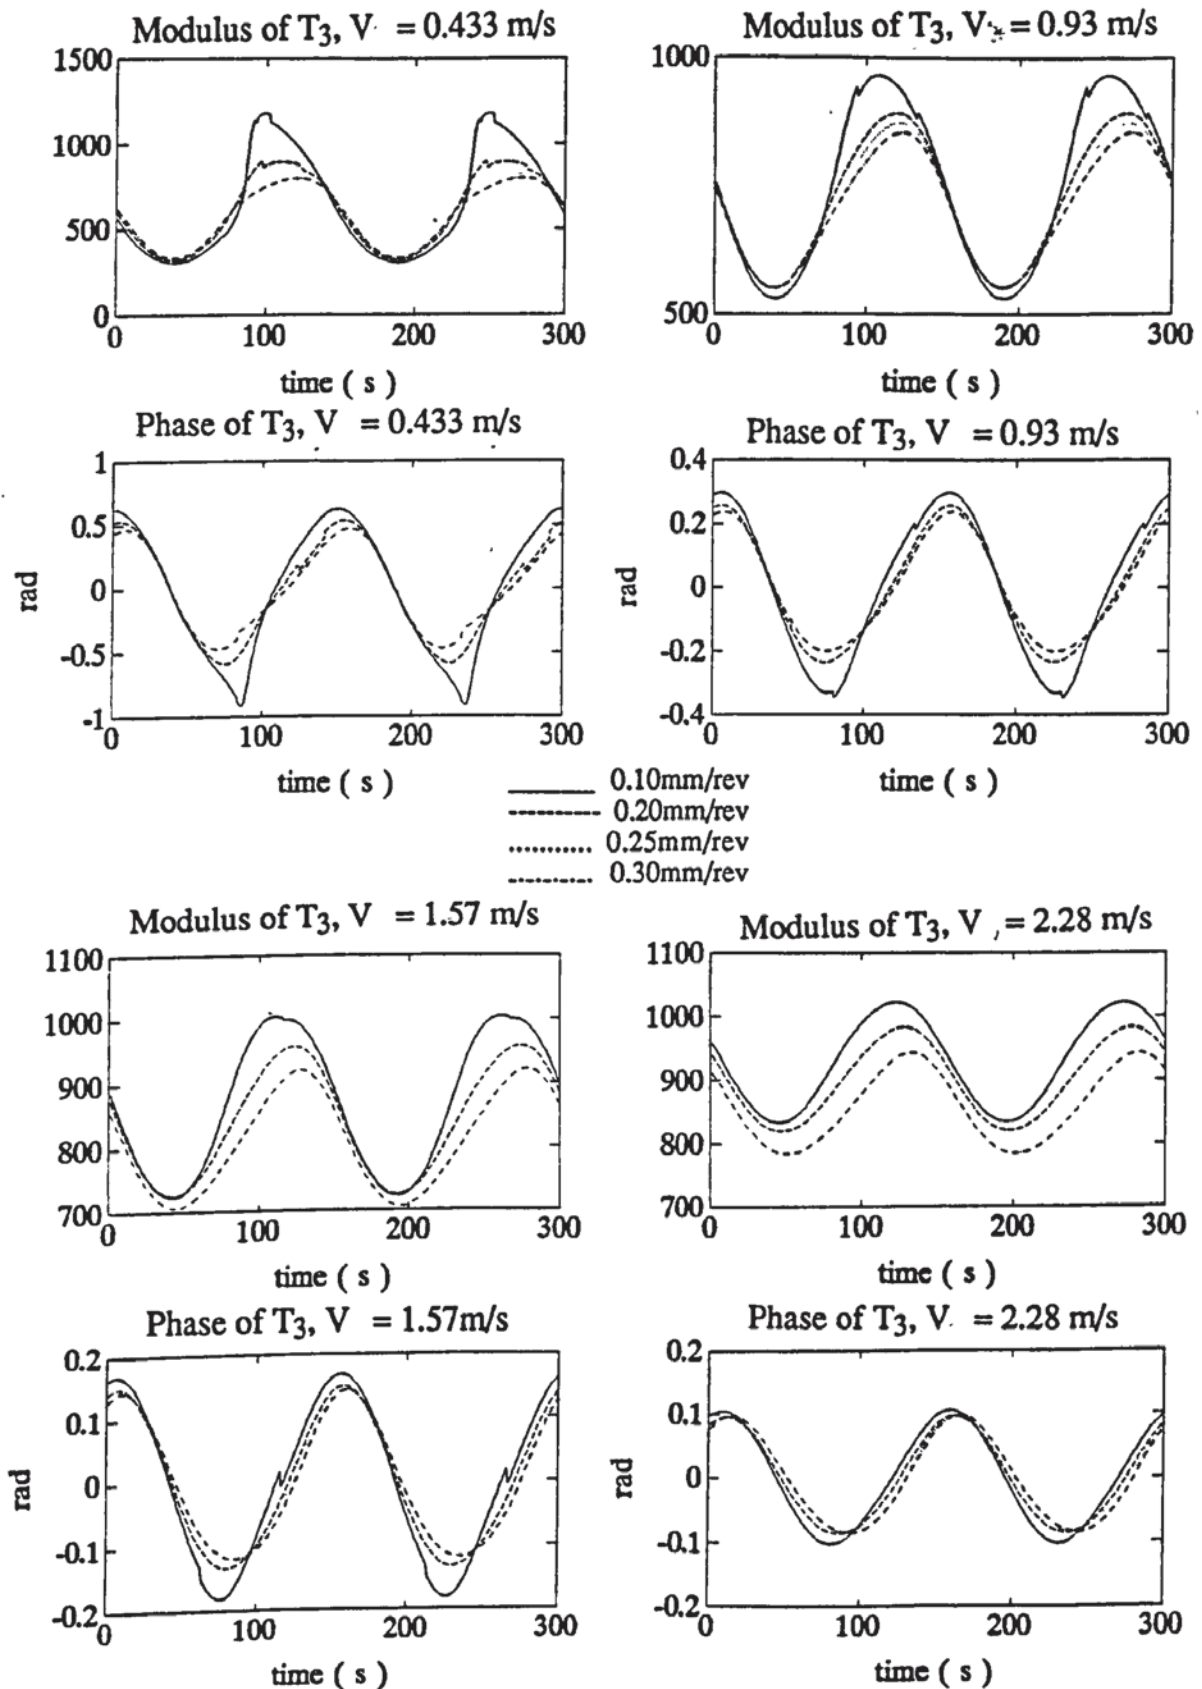 Modulus of T3, V = 0.433 m/s
1500
1000
500
0
0 100 200 300
time ( s )
Modulus of T3, V = 0.93 m/s
1000
500
0 100 200 300
time ( s )
Phase of T3, V = 0.433 m/s
1
0.5
0
-0.5
-1
rad
0 100 200 300
time ( s )
Phase of T3, V = 0.93 m/s
0.4
0.2
0
-0.2
-0.4
rad
0 100 200 300
time ( s )
0.10mm/rev
0.20mm/rev
0.25mm/rev
0.30mm/rev
Modulus of T3, V = 1.57 m/s
1100
1000
900
800
700
0 100 200 300
time ( s )
Modulus of T3, V = 2.28 m/s
1100
1000
900
800
700
0 100 200 300
time ( s )
Phase of T3, V = 1.57m/s
0.2
0.1
0
-0.1
-0.2
rad
0 100 200 300
time ( s )
Phase of T3, V = 2.28 m/s
0.2
0.1
0
-0.1
-0.2
rad
0 100 200 300
time ( s )